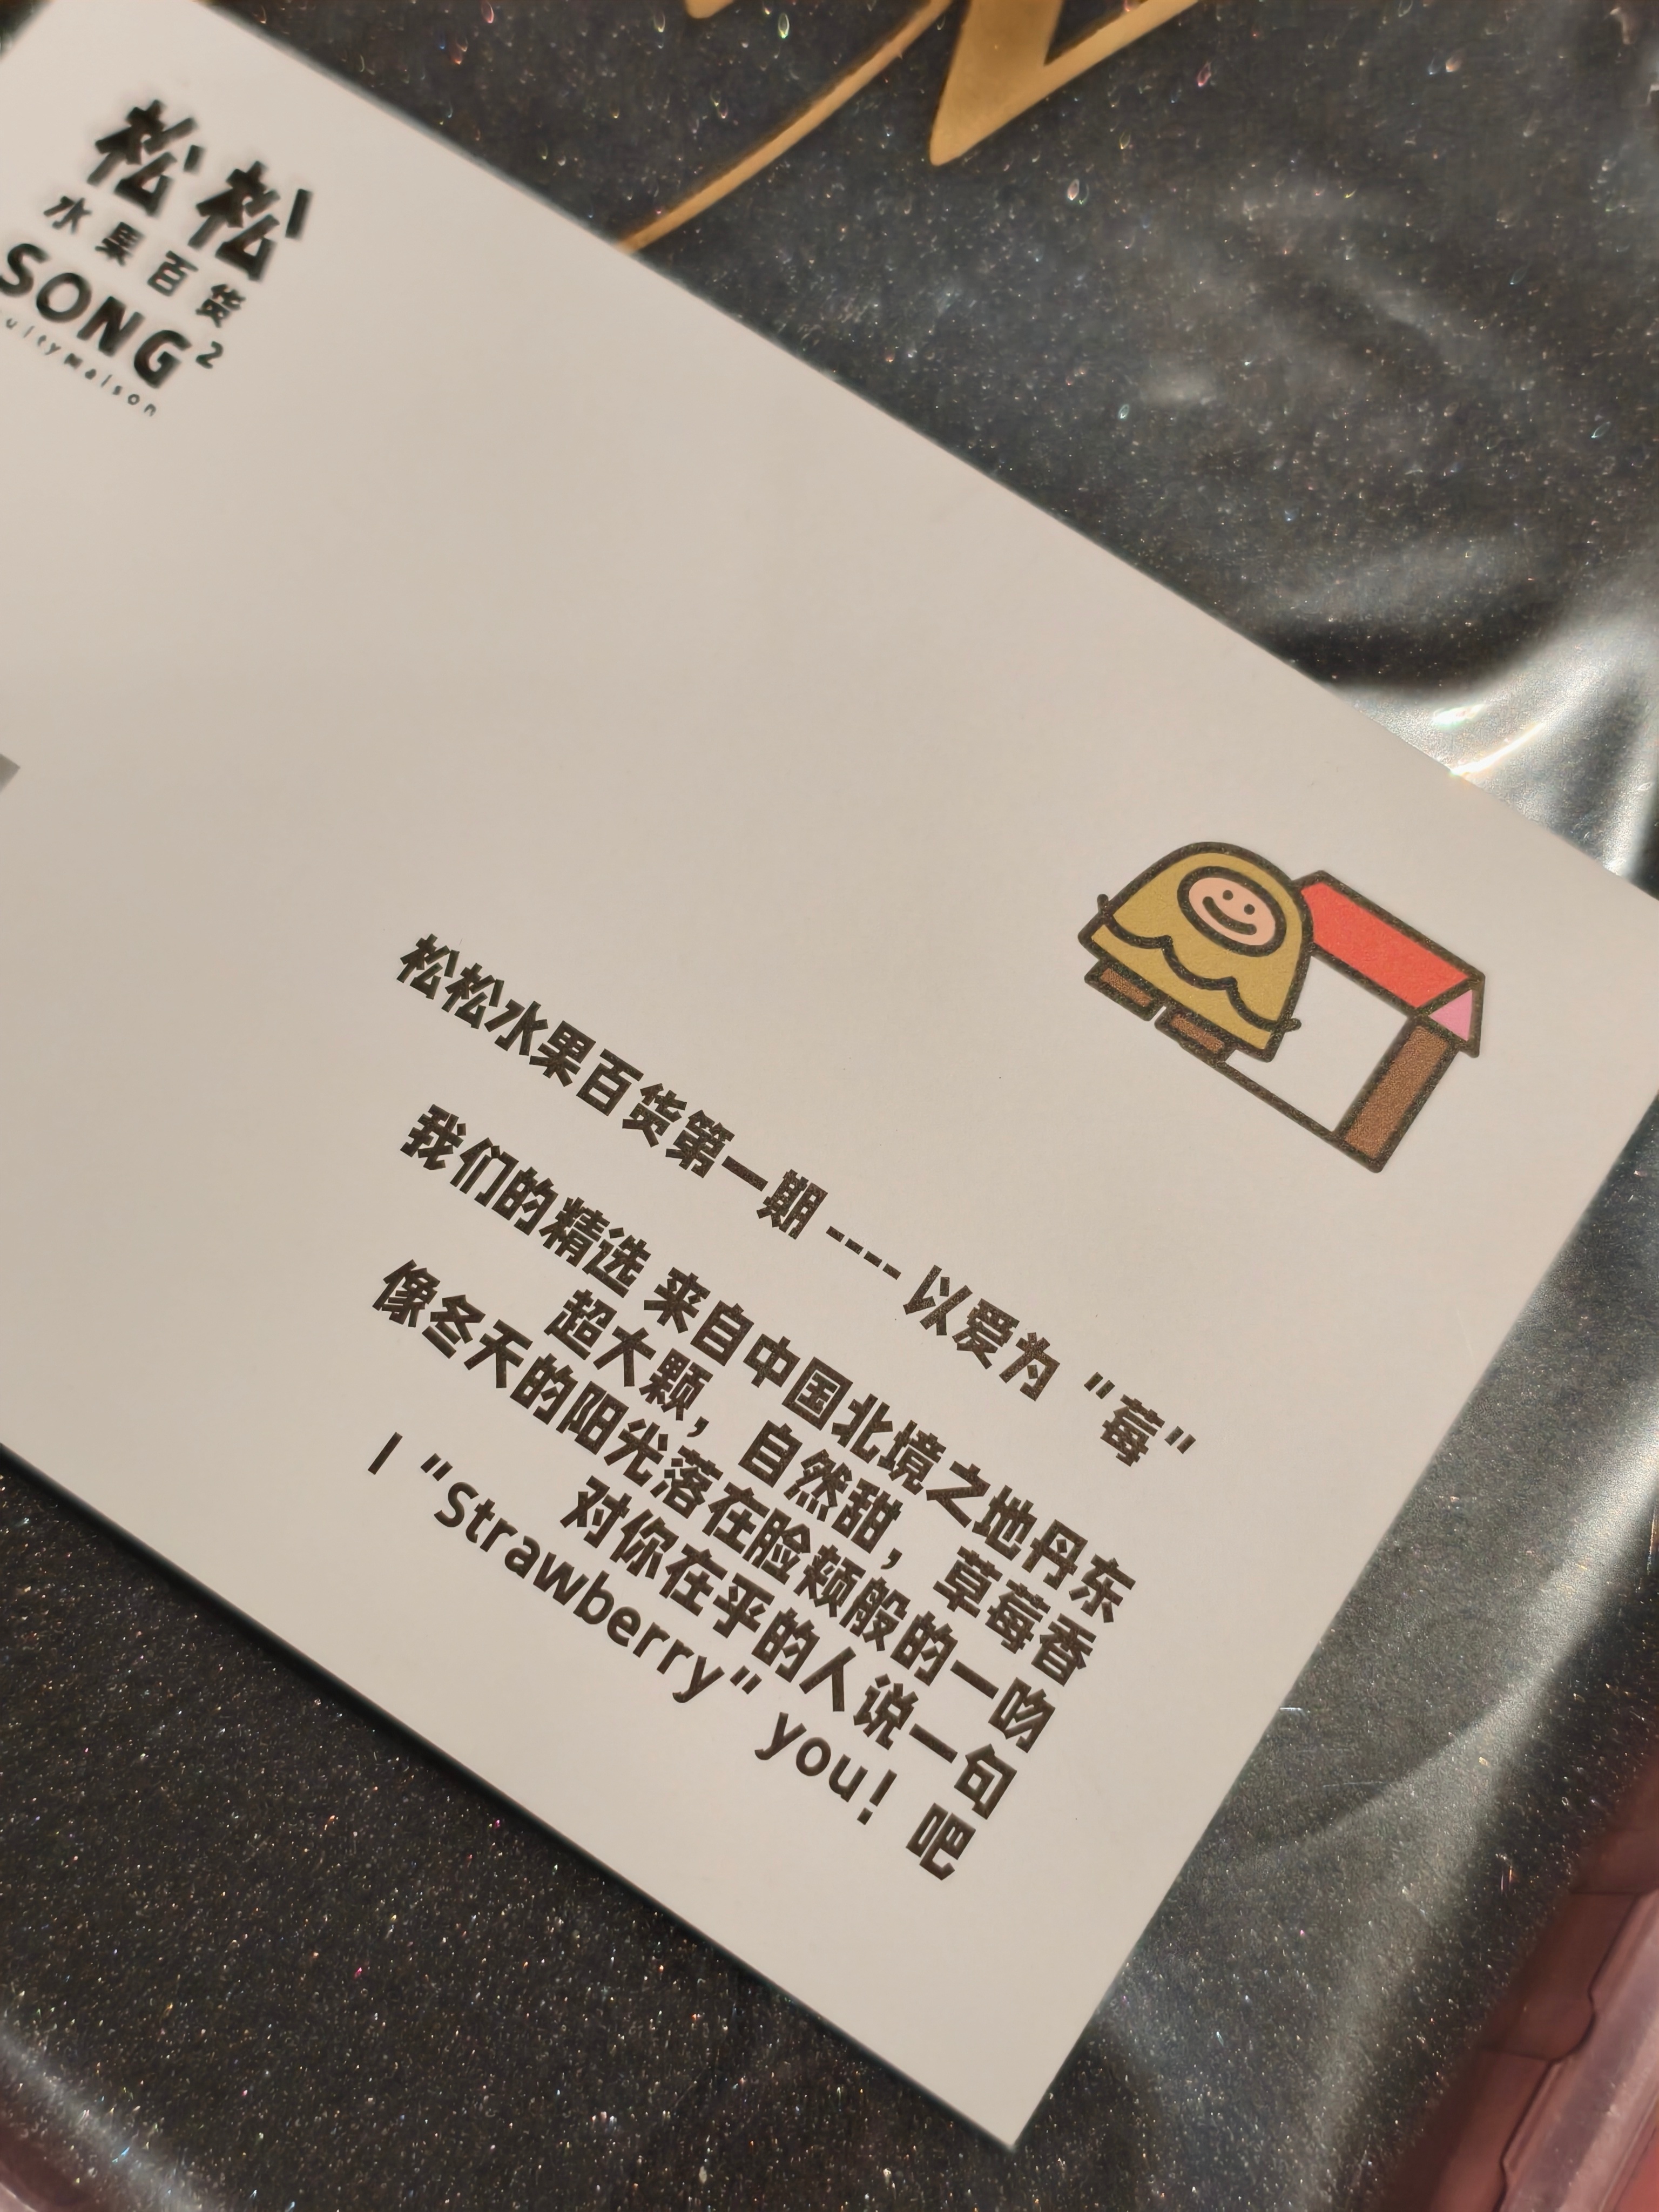 松松
水果百货
SONG²
松松水果百货第一期 ---- 以爱为 "莓"
我们的精选 来自中国北境之地丹东
超大颗，自然甜，草莓香
像冬天的阳光落在脸颊般的一吻
对你在乎的人说一句
I "Strawberry" you! 吧